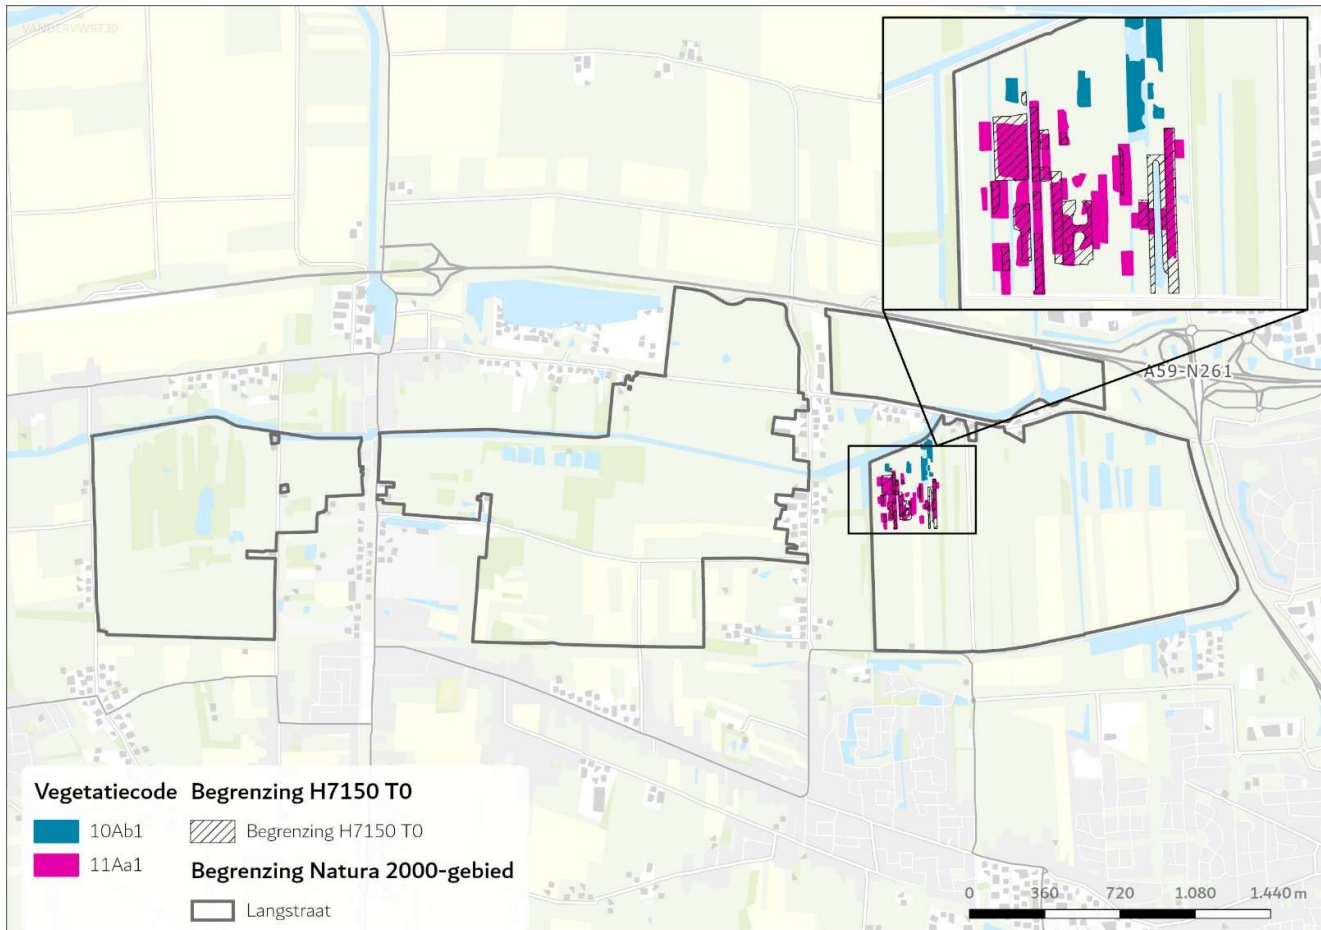 VANDERVW9730
A59-N261
Vegetatiecode
10Ab1
11Aa1
Begrenzing H7150 T0
Begrenzing H7150 T0
Begrenzing Natura 2000-gebied
Langstraat
0 360 720 1.080 1.440 m